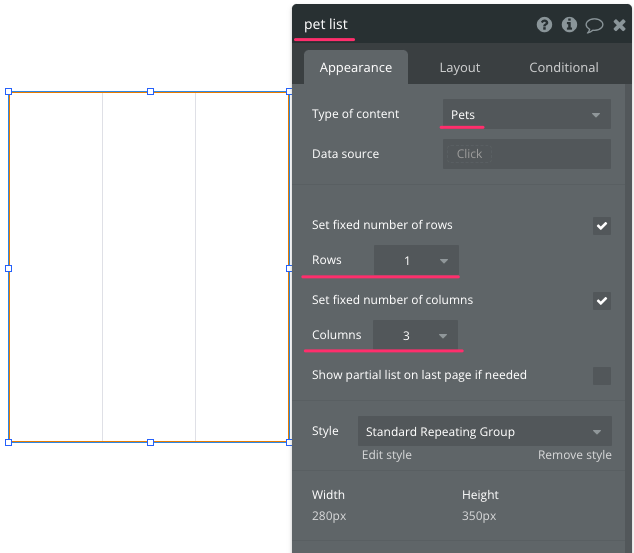 pet list
Appearance Layout Conditional
Type of content Pets
Data source Click
Set fixed number of rows
Rows 1
Set fixed number of columns
Columns 3
Show partial list on last page if needed
Style Standard Repeating Group
Edit style Remove style
Width Height
280px 350px